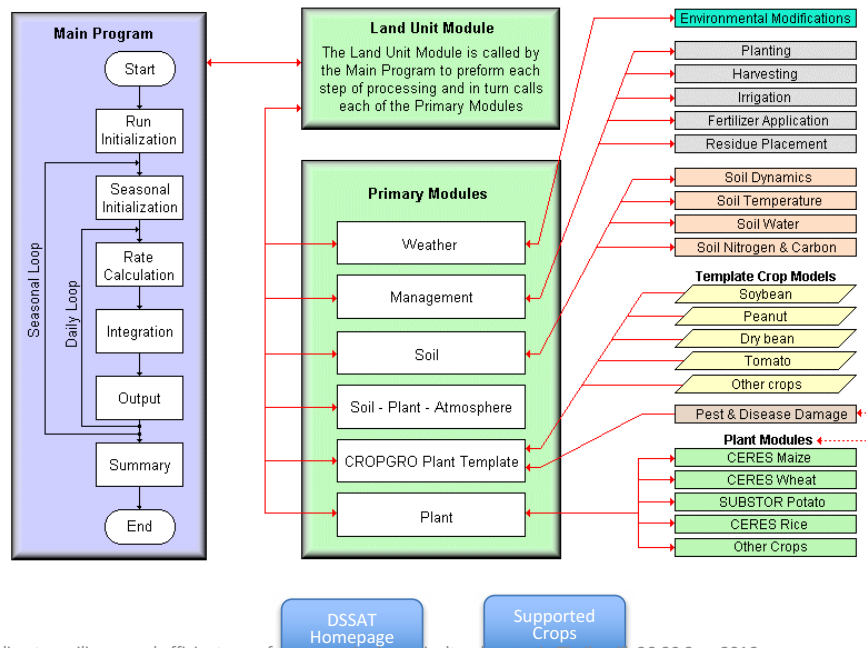 Main Program
Start
Run
Initialization
Seasonal
Initialization
Rate
Calculation
Integration
Output
Summary
End
Seasonal Loop
Daily Loop
Land Unit Module
The Land Unit Module is called by
the Main Program to preform each
step of processing and in turn calls
each of the Primary Modules
Primary Modules
Weather
Management
Soil
Soil - Plant - Atmosphere
CROPGRO Plant Template
Plant
Environmental Modifications
Planting
Harvesting
Irrigation
Fertilizer Application
Residue Placement
Soil Dynamics
Soil Temperature
Soil Water
Soil Nitrogen & Carbon
Template Crop Models
Soybean
Peanut
Dry bean
Tomato
Other crops
Pest & Disease Damage
Plant Modules
CERES Maize
CERES Wheat
SUBSTOR Potato
CERES Rice
Other Crops
DSSAT
Homepage
Supported
Crops